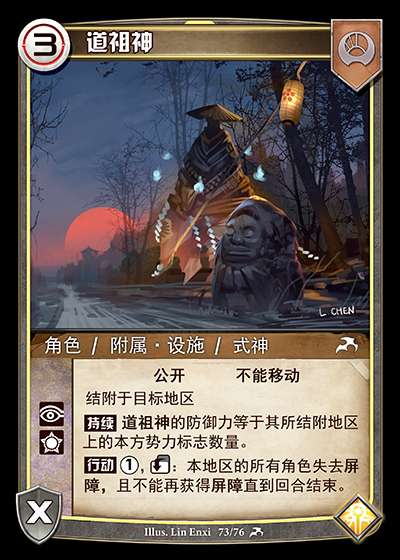 3
道祖神
L CHEN
角色 / 附属·设施 / 式神
公开 不能移动
结附于目标地区
持续 道祖神的防御力等于其所结附地区
上的本方势力标志数量。
行动 1，：本地区的所有角色失去屏
障，且不能再获得屏障直到回合结束。
X
Illus. Lin Enxi 73/76